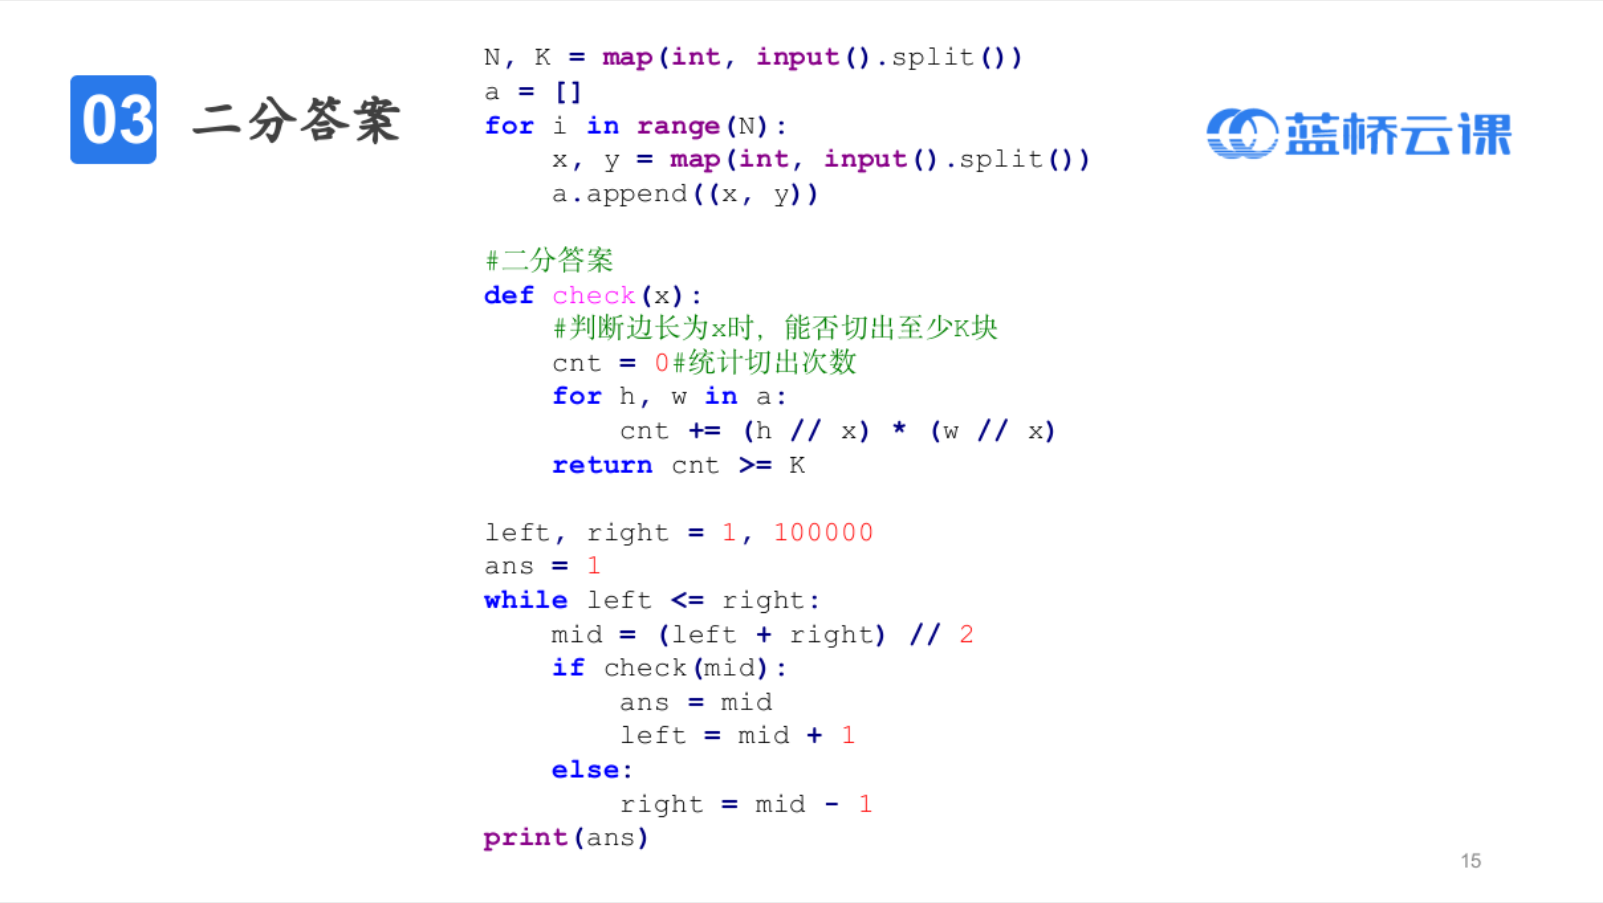 03 二分答案
蓝桥云课
N, K = map(int, input().split())
a = []
for i in range(N):
    x, y = map(int, input().split())
    a.append((x, y))
#二分答案
def check(x):
    #判断边长为x时，能否切出至少K块
    cnt = 0#统计切出次数
    for h, w in a:
        cnt += (h // x) * (w // x)
    return cnt >= K
left, right = 1, 100000
ans = 1
while left <= right:
    mid = (left + right) // 2
    if check(mid):
        ans = mid
        left = mid + 1
    else:
        right = mid - 1
print(ans)
15